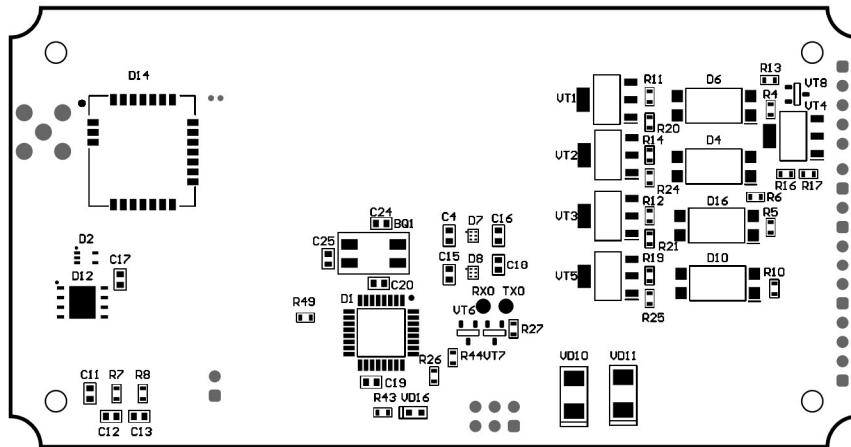 D14
R13
R11
D6
VT8
VT1
R4
VT4
R20
R14
D4
VT2
R24
R16
R17
R12
D16
R6
VT3
R5
R21
C24
BQ1
C4
D7
C16
D2
C25
C17
D12
C15
D8
C18
VT5
R19
D10
R10
C20
R25
R49
D1
RX0
TX0
VT6
R27
R44
VT7
R26
VD10
VD11
C11
R7
R8
C19
R43
VD16
C12
C13